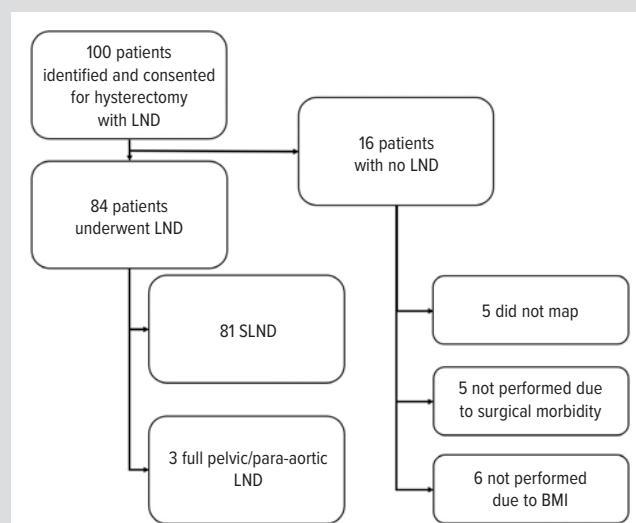 100 patients
identified and consented
for hysterectomy
with LND
16 patients
with no LND
84 patients
underwent LND
81 SLND
5 did not map
5 not performed due
to surgical morbidity
3 full pelvic/para-aortic
LND
6 not performed
due to BMI